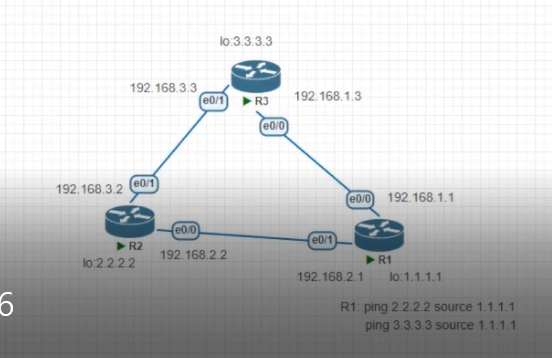 lo:3.3.3.3
192.168.3.3
192.168.1.3
e0/1
R3
e0/0
192.168.3.2
e0/1
e0/0
192.168.1.1
R2
e0/0
192.168.2.2
e0/1
R1
lo:2.2.2.2
192.168.2.1
lo:1.1.1.1
6
R1: ping 2.2.2.2 source 1.1.1.1
ping 3.3.3.3 source 1.1.1.1